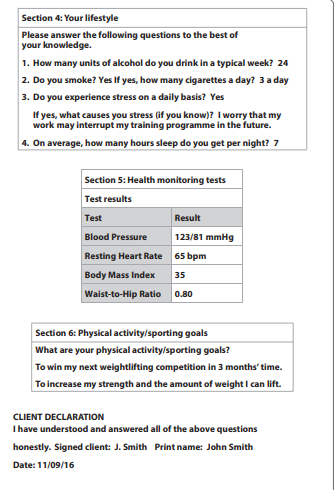 Section 4: Your lifestyle
Please answer the following questions to the best of
your knowledge.
1. How many units of alcohol do you drink in a typical week? 24
2. Do you smoke? Yes If yes, how many cigarettes a day? 3 a day
3. Do you experience stress on a daily basis? Yes
If yes, what causes you stress (if you know)? I worry that my
work may interrupt my training programme in the future.
4. On average, how many hours sleep do you get per night? 7
Section 5: Health monitoring tests
Test results
Test Result
Blood Pressure 123/81 mmHg
Resting Heart Rate 65 bpm
Body Mass Index 35
Waist-to-Hip Ratio 0.80
Section 6: Physical activity/sporting goals
What are your physical activity/sporting goals?
To win my next weightlifting competition in 3 months' time.
To increase my strength and the amount of weight I can lift.
CLIENT DECLARATION
I have understood and answered all of the above questions
honestly. Signed client: J. Smith Print name: John Smith
Date: 11/09/16